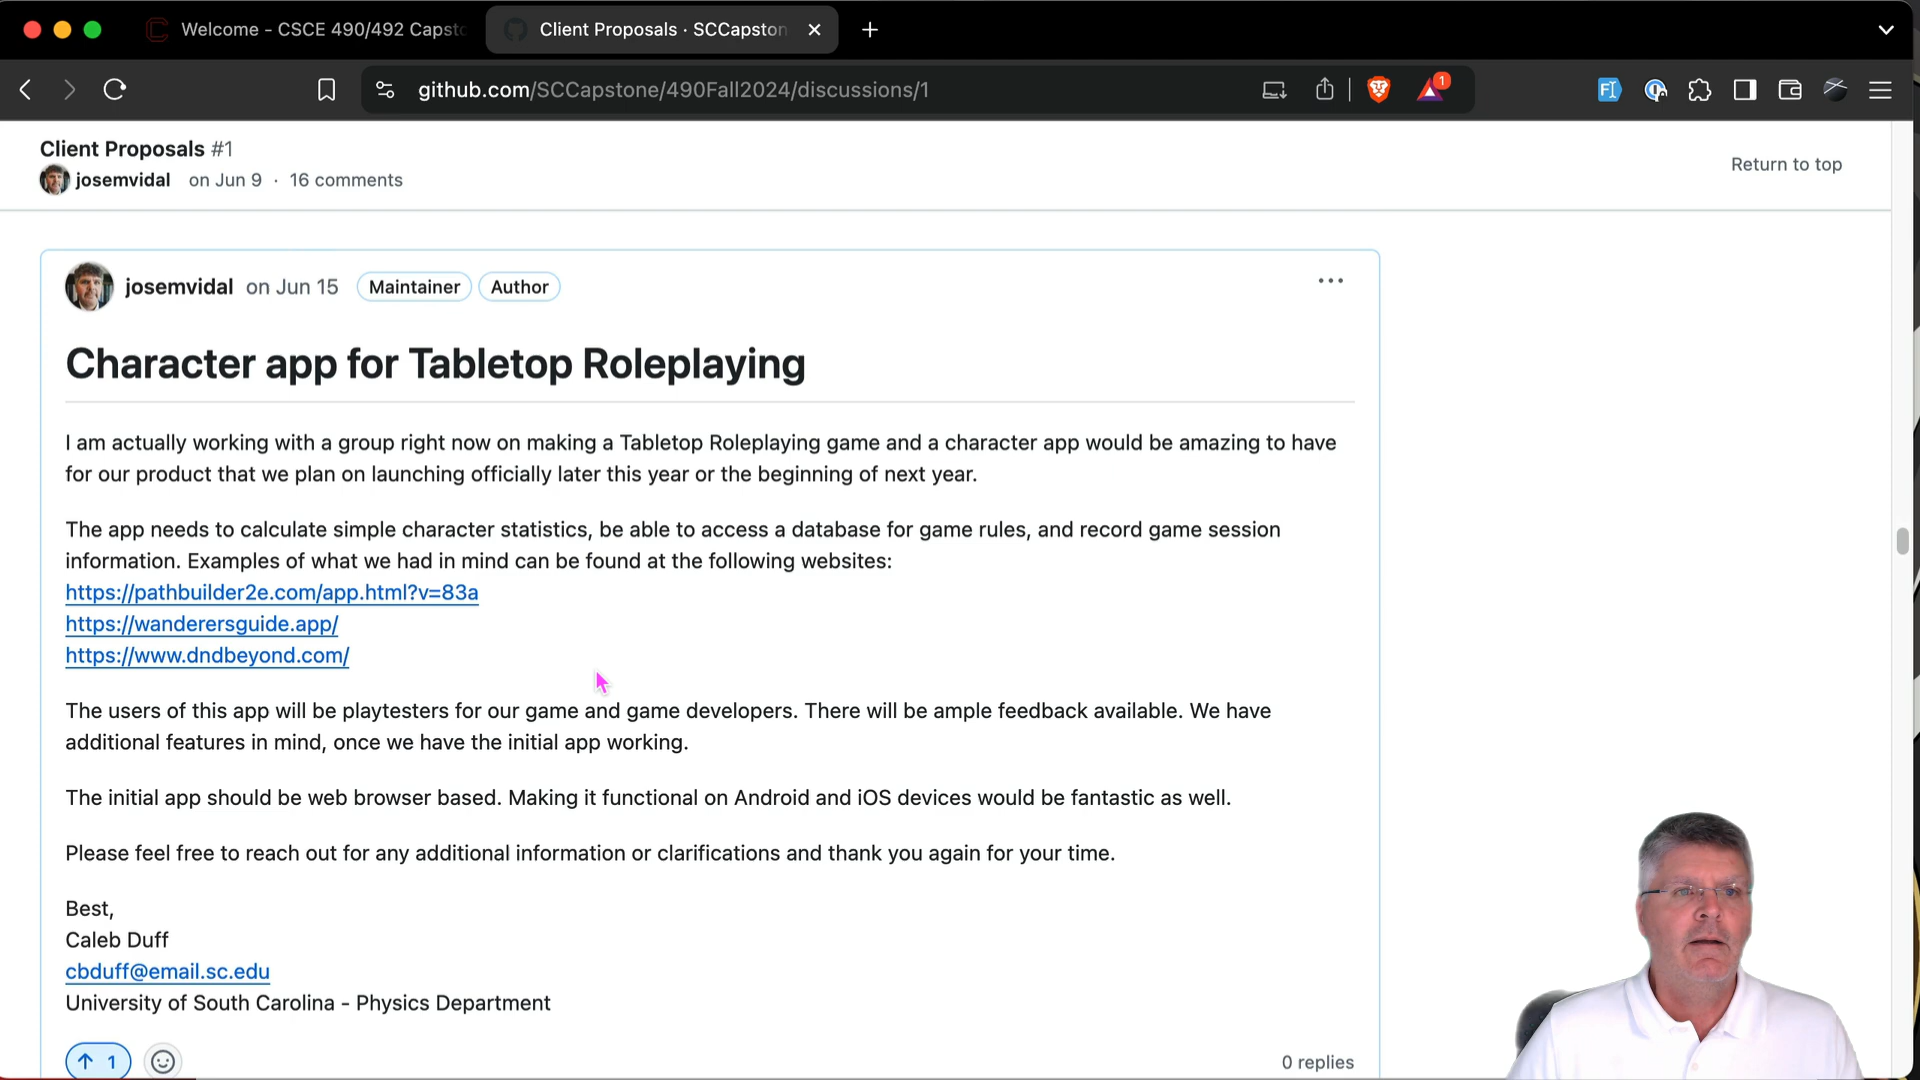 Welcome - CSCE 490/492 Capst
Client Proposals · SCCapston
github.com/SCCapstone/490Fall2024/discussions/1
1
Client Proposals #1
josemvidal on Jun 9 · 16 comments
Return to top
josemvidal on Jun 15 Maintainer Author
Character app for Tabletop Roleplaying
I am actually working with a group right now on making a Tabletop Roleplaying game and a character app would be amazing to have
for our product that we plan on launching officially later this year or the beginning of next year.
The app needs to calculate simple character statistics, be able to access a database for game rules, and record game session
information. Examples of what we had in mind can be found at the following websites:
https://pathbuilder2e.com/app.html?v=83a
https://wanderersguide.app/
https://www.dndbeyond.com/
The users of this app will be playtesters for our game and game developers. There will be ample feedback available. We have
additional features in mind, once we have the initial app working.
The initial app should be web browser based. Making it functional on Android and iOS devices would be fantastic as well.
Please feel free to reach out for any additional information or clarifications and thank you again for your time.
Best,
Caleb Duff
cbduff@email.sc.edu
University of South Carolina - Physics Department
1
0 replies